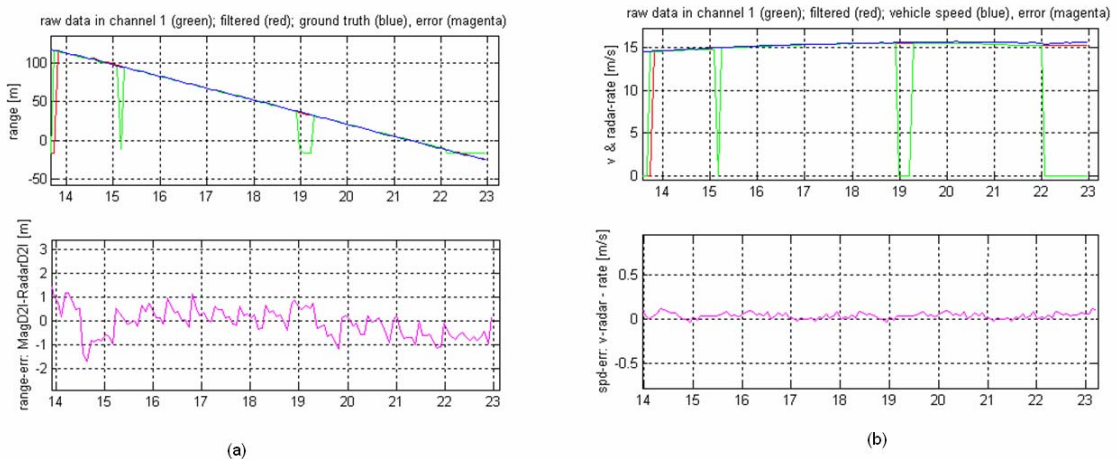 raw data in channel 1 (green); filtered (red); ground truth (blue), error (magenta)
range [m]
100
50
0
-50
14 15 16 17 18 19 20 21 22 23
range-err: MagD2I-RadarD2I [m]
3
2
1
0
-1
-2
14 15 16 17 18 19 20 21 22 23
(a)
raw data in channel 1 (green); filtered (red); vehicle speed (blue), error (magenta)
v & radar-rate [m/s]
15
10
5
0
14 15 16 17 18 19 20 21 22 23
spd-err: v-radar - rate [m/s]
0.5
0
-0.5
14 15 16 17 18 19 20 21 22 23
(b)